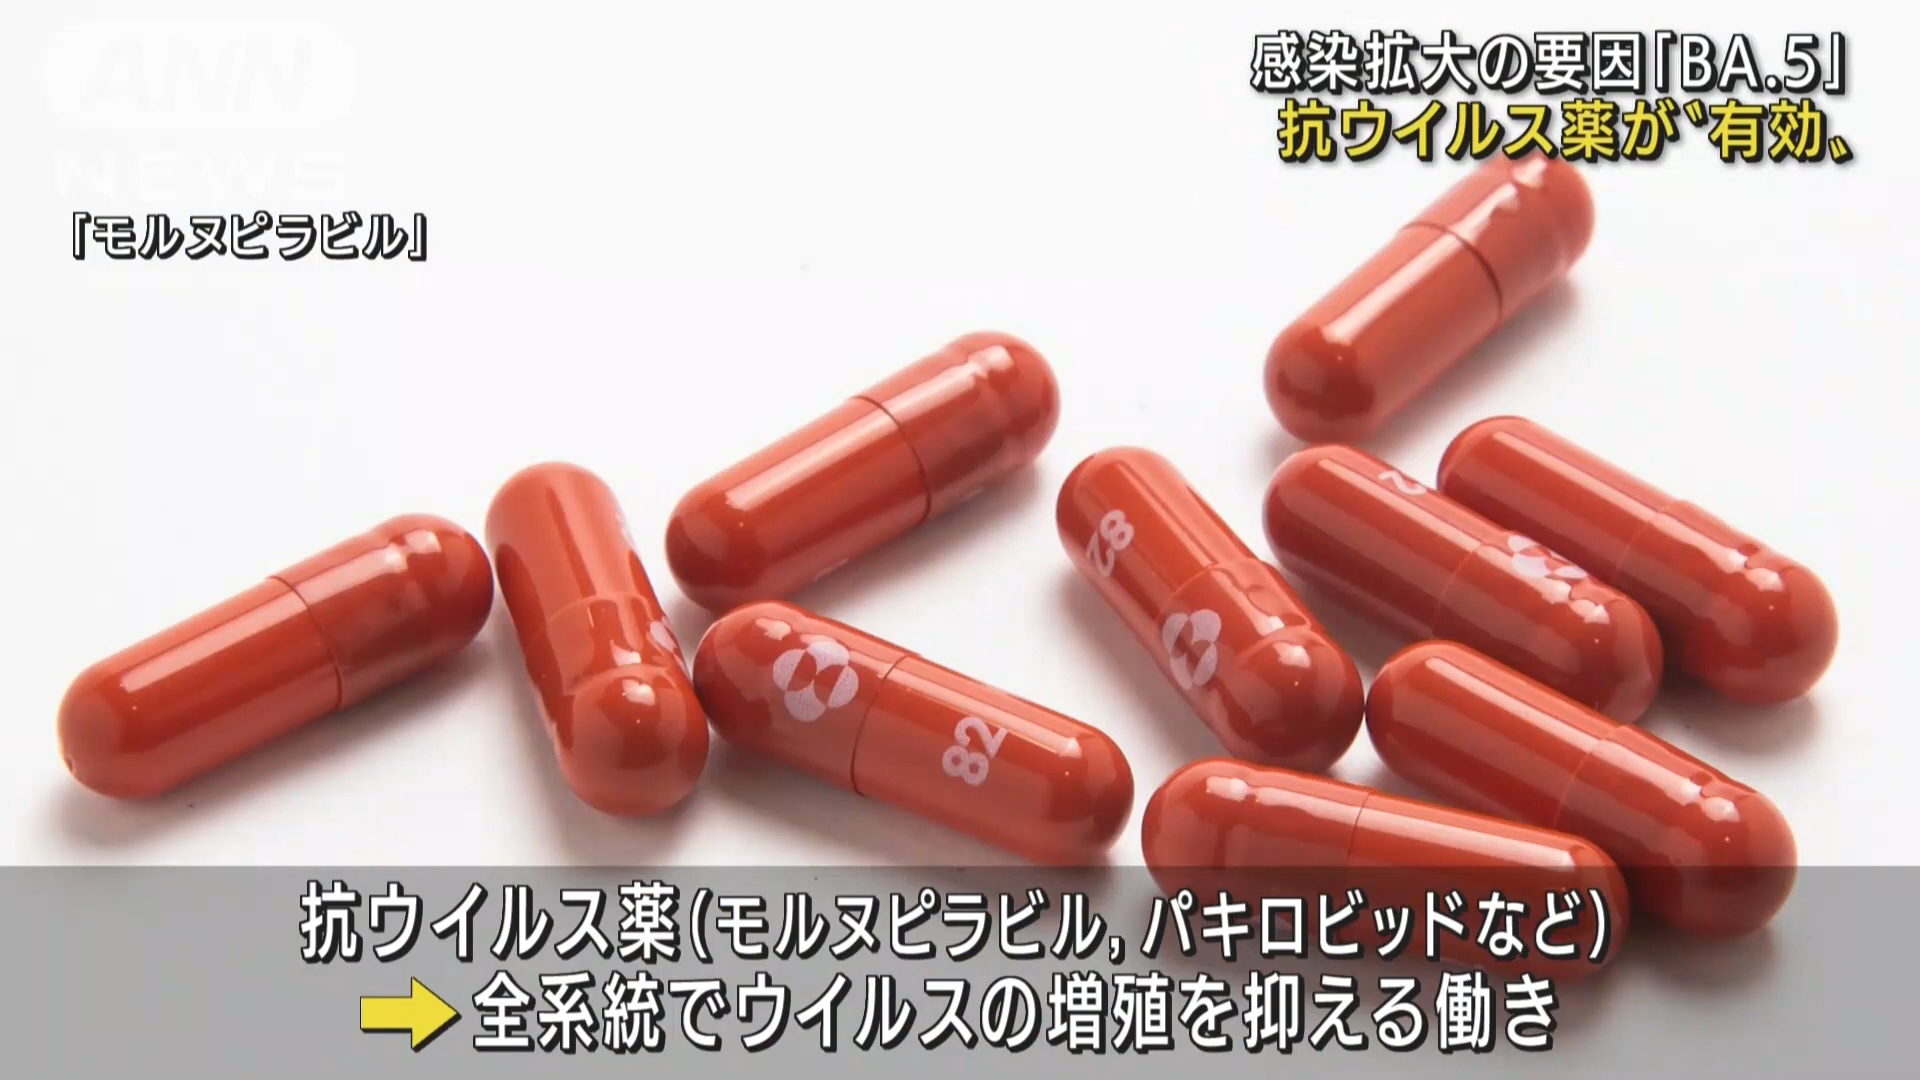 ANN
NEWS
感染拡大の要因「BA.5」
抗ウイルス薬が〝有効〟
「モルヌピラビル」
82
82
2
抗ウイルス薬(モルヌピラビル,パキロビッドなど)
全系統でウイルスの増殖を抑える働き